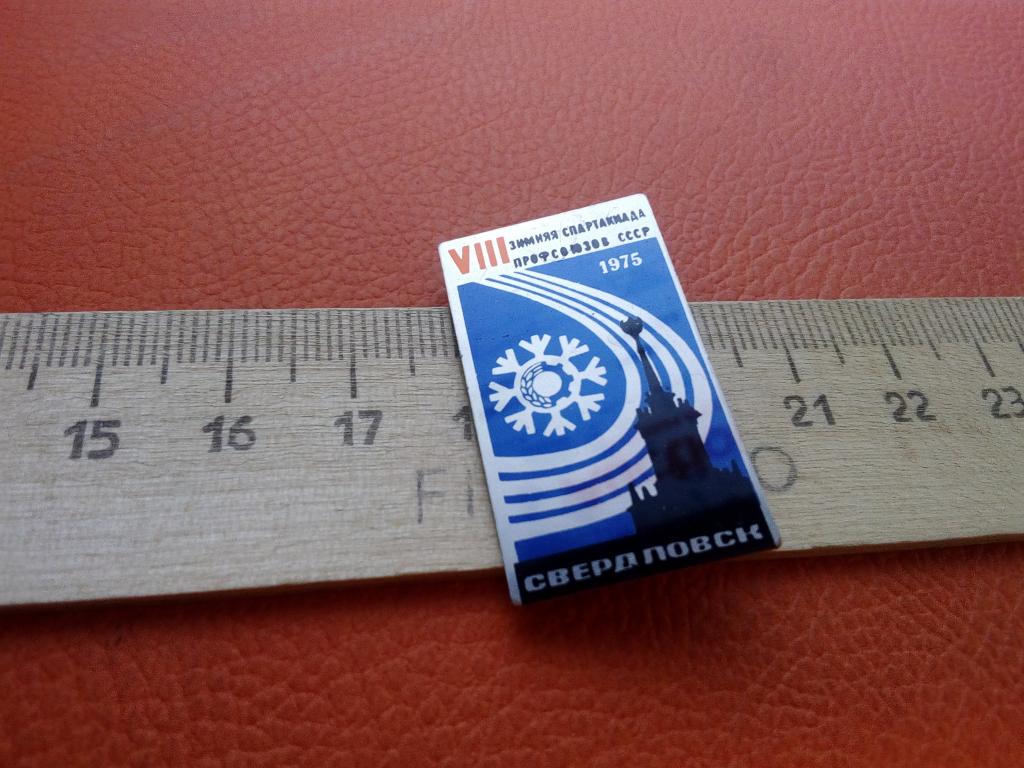 VIII ЗИМНЯЯ СПАРТАКИАДА
ПРОФСОЮЗОВ СССР
1975
СВЕРДЛОВСК
15 16 17 21 22 23